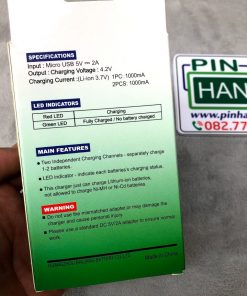 SPECIFICATIONS
Input : Micro USB 5V ⎓ 2A
Output : Charging Voltage : 4.2V
Charging Current :(Li-ion 3.7V) 1PC: 1000mA
2PCS: 1000mA
LED INDICATORS
Charging
Red LED
Green LED
Fully Charged / No battery charged
MAIN FEATURES
• Two Independent Charging Channels - separately charge
1-2 batteries.
• LED Indicator - indicate each batteries's charging status.
• This charger just can charge Lithium-ion batteries.
not allowed to charge Ni-MH or Ni-Cd batteries.
WARNING
Do not use the mismatched adapter or may damage the
charger and cause personal injury.
Please use a standard DC 5V/2A adapter to ensure normal
work.
Made in China
PIN-
HAN
082.77
pinha